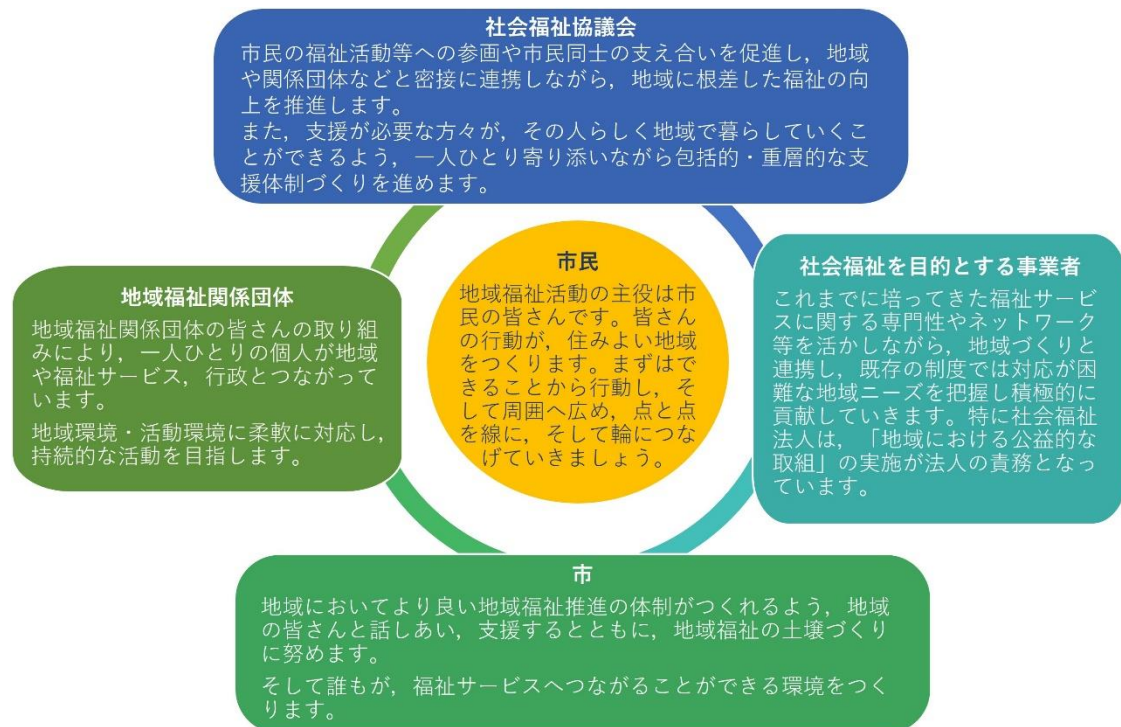 社会福祉協議会
市民の福祉活動等への参画や市民同士の支え合いを促進し，地域
や関係団体などと密接に連携しながら，地域に根差した福祉の向
上を推進します。
また，支援が必要な方々が，その人らしく地域で暮らしていくこ
とができるよう，一人ひとり寄り添いながら包括的・重層的な支
援体制づくりを進めます。
地域福祉関係団体
地域福祉関係団体の皆さんの取り組
みにより，一人ひとりの個人が地域
や福祉サービス，行政とつながって
います。
地域環境・活動環境に柔軟に対応し，
持続的な活動を目指します。
市民
地域福祉活動の主役は市
民の皆さんです。皆さん
の行動が，住みよい地域
をつくります。まずはで
きることから行動し，そ
して周囲へ広め，点と点
を線に，そして輪につな
げていきましょう。
社会福祉を目的とする事業者
これまでに培ってきた福祉サービ
スに関する専門性やネットワーク
等を活かしながら，地域づくりと
連携し，既存の制度では対応が困
難な地域ニーズを把握し積極的に
貢献していきます。特に社会福祉
法人は，「地域における公益的な
取組」の実施が法人の責務となっ
ています。
市
地域においてより良い地域福祉推進の体制がつくれるよう，地域
の皆さんと話しあい，支援するとともに，地域福祉の土壌づくり
に努めます。
そして誰もが，福祉サービスへつながることができる環境をつく
ります。